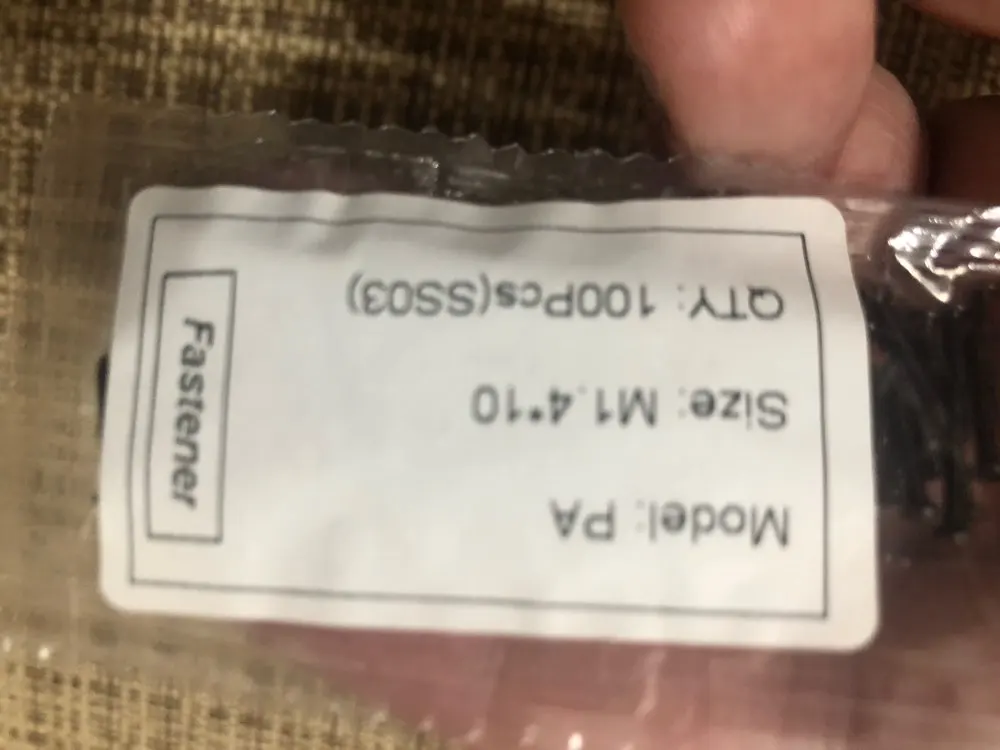 Model: PA
Size: M1.4*10
QTY: 100Pcs(SS03)
Fastener